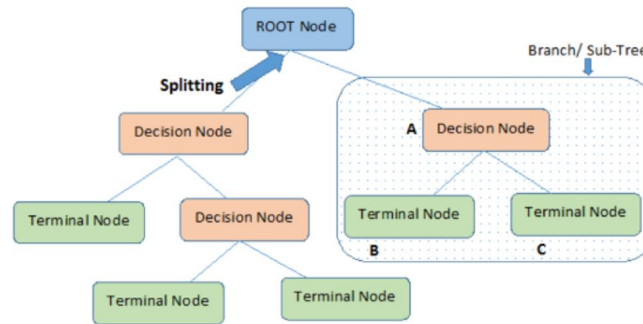 ROOT Node
Branch/ Sub-Tree
Splitting
Decision Node
A
Decision Node
Terminal Node
Decision Node
Terminal Node
Terminal Node
B
C
Terminal Node
Terminal Node